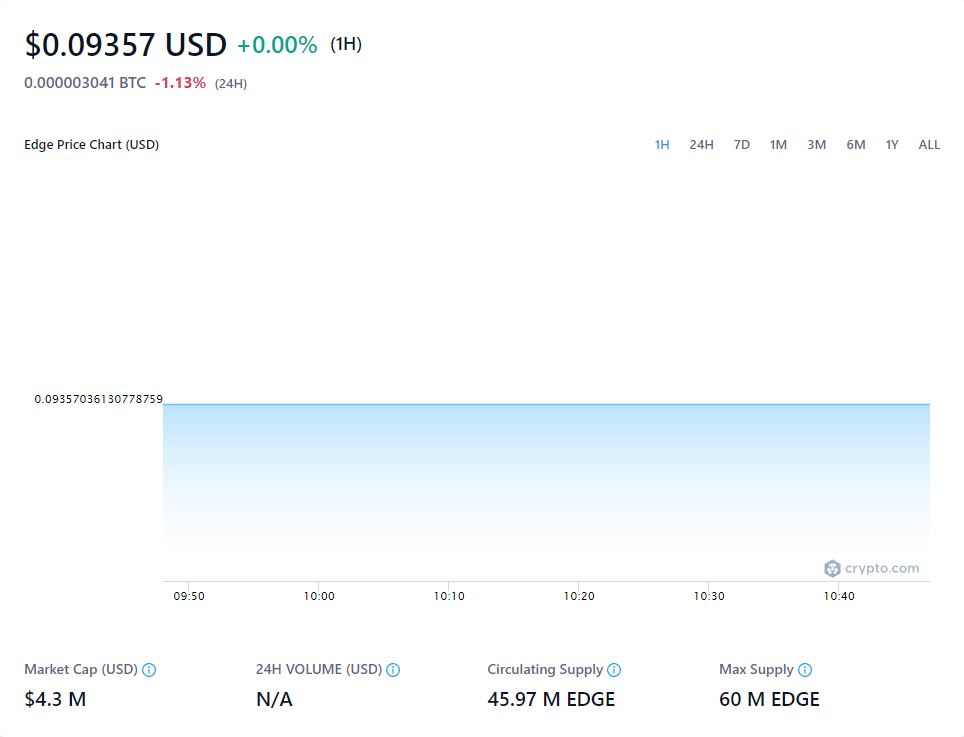 $0.09357 USD +0.00% (1H)
0.000003041 BTC -1.13% (24H)
Edge Price Chart (USD) 1H 24H 7D 1M 3M 6M 1Y ALL
0.09357036130778759
crypto.com
09:50 10:00 10:10 10:20 10:30 10:40
Market Cap (USD) 24H VOLUME (USD) Circulating Supply Max Supply
$4.3 M N/A 45.97 M EDGE 60 M EDGE